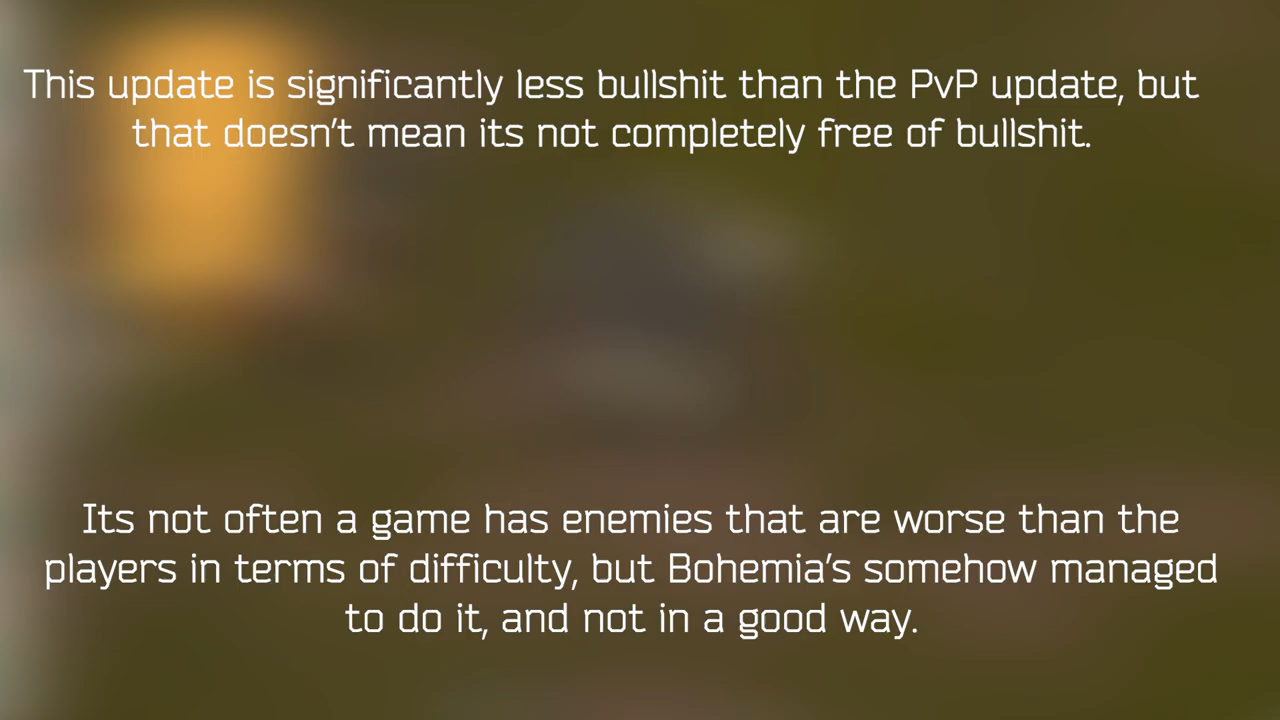 This update is significantly less bullshit than the PvP update, but
that doesn't mean its not completely free of bullshit.
Its not often a game has enemies that are worse than the
players in terms of difficulty, but Bohemia's somehow managed
to do it, and not in a good way.